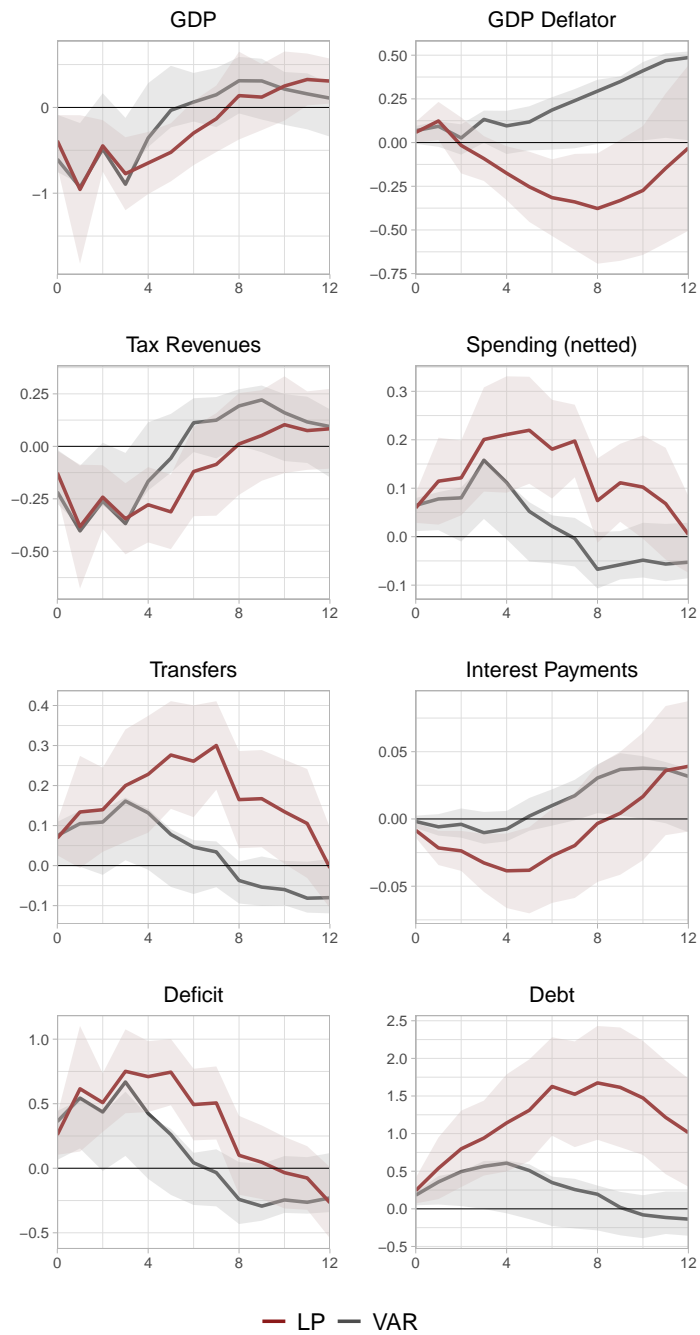 GDP
GDP Deflator
0
−1
0 4 8 12
0.50
0.25
0.00
−0.25
−0.50
−0.75
0 4 8 12
Tax Revenues
Spending (netted)
0.25
0.00
−0.25
−0.50
0 4 8 12
0.3
0.2
0.1
0.0
−0.1
0 4 8 12
Transfers
Interest Payments
0.4
0.3
0.2
0.1
0.0
−0.1
0 4 8 12
0.05
0.00
−0.05
0 4 8 12
Deficit
Debt
1.0
0.5
0.0
−0.5
0 4 8 12
2.5
2.0
1.5
1.0
0.5
0.0
−0.5
0 4 8 12
LP VAR